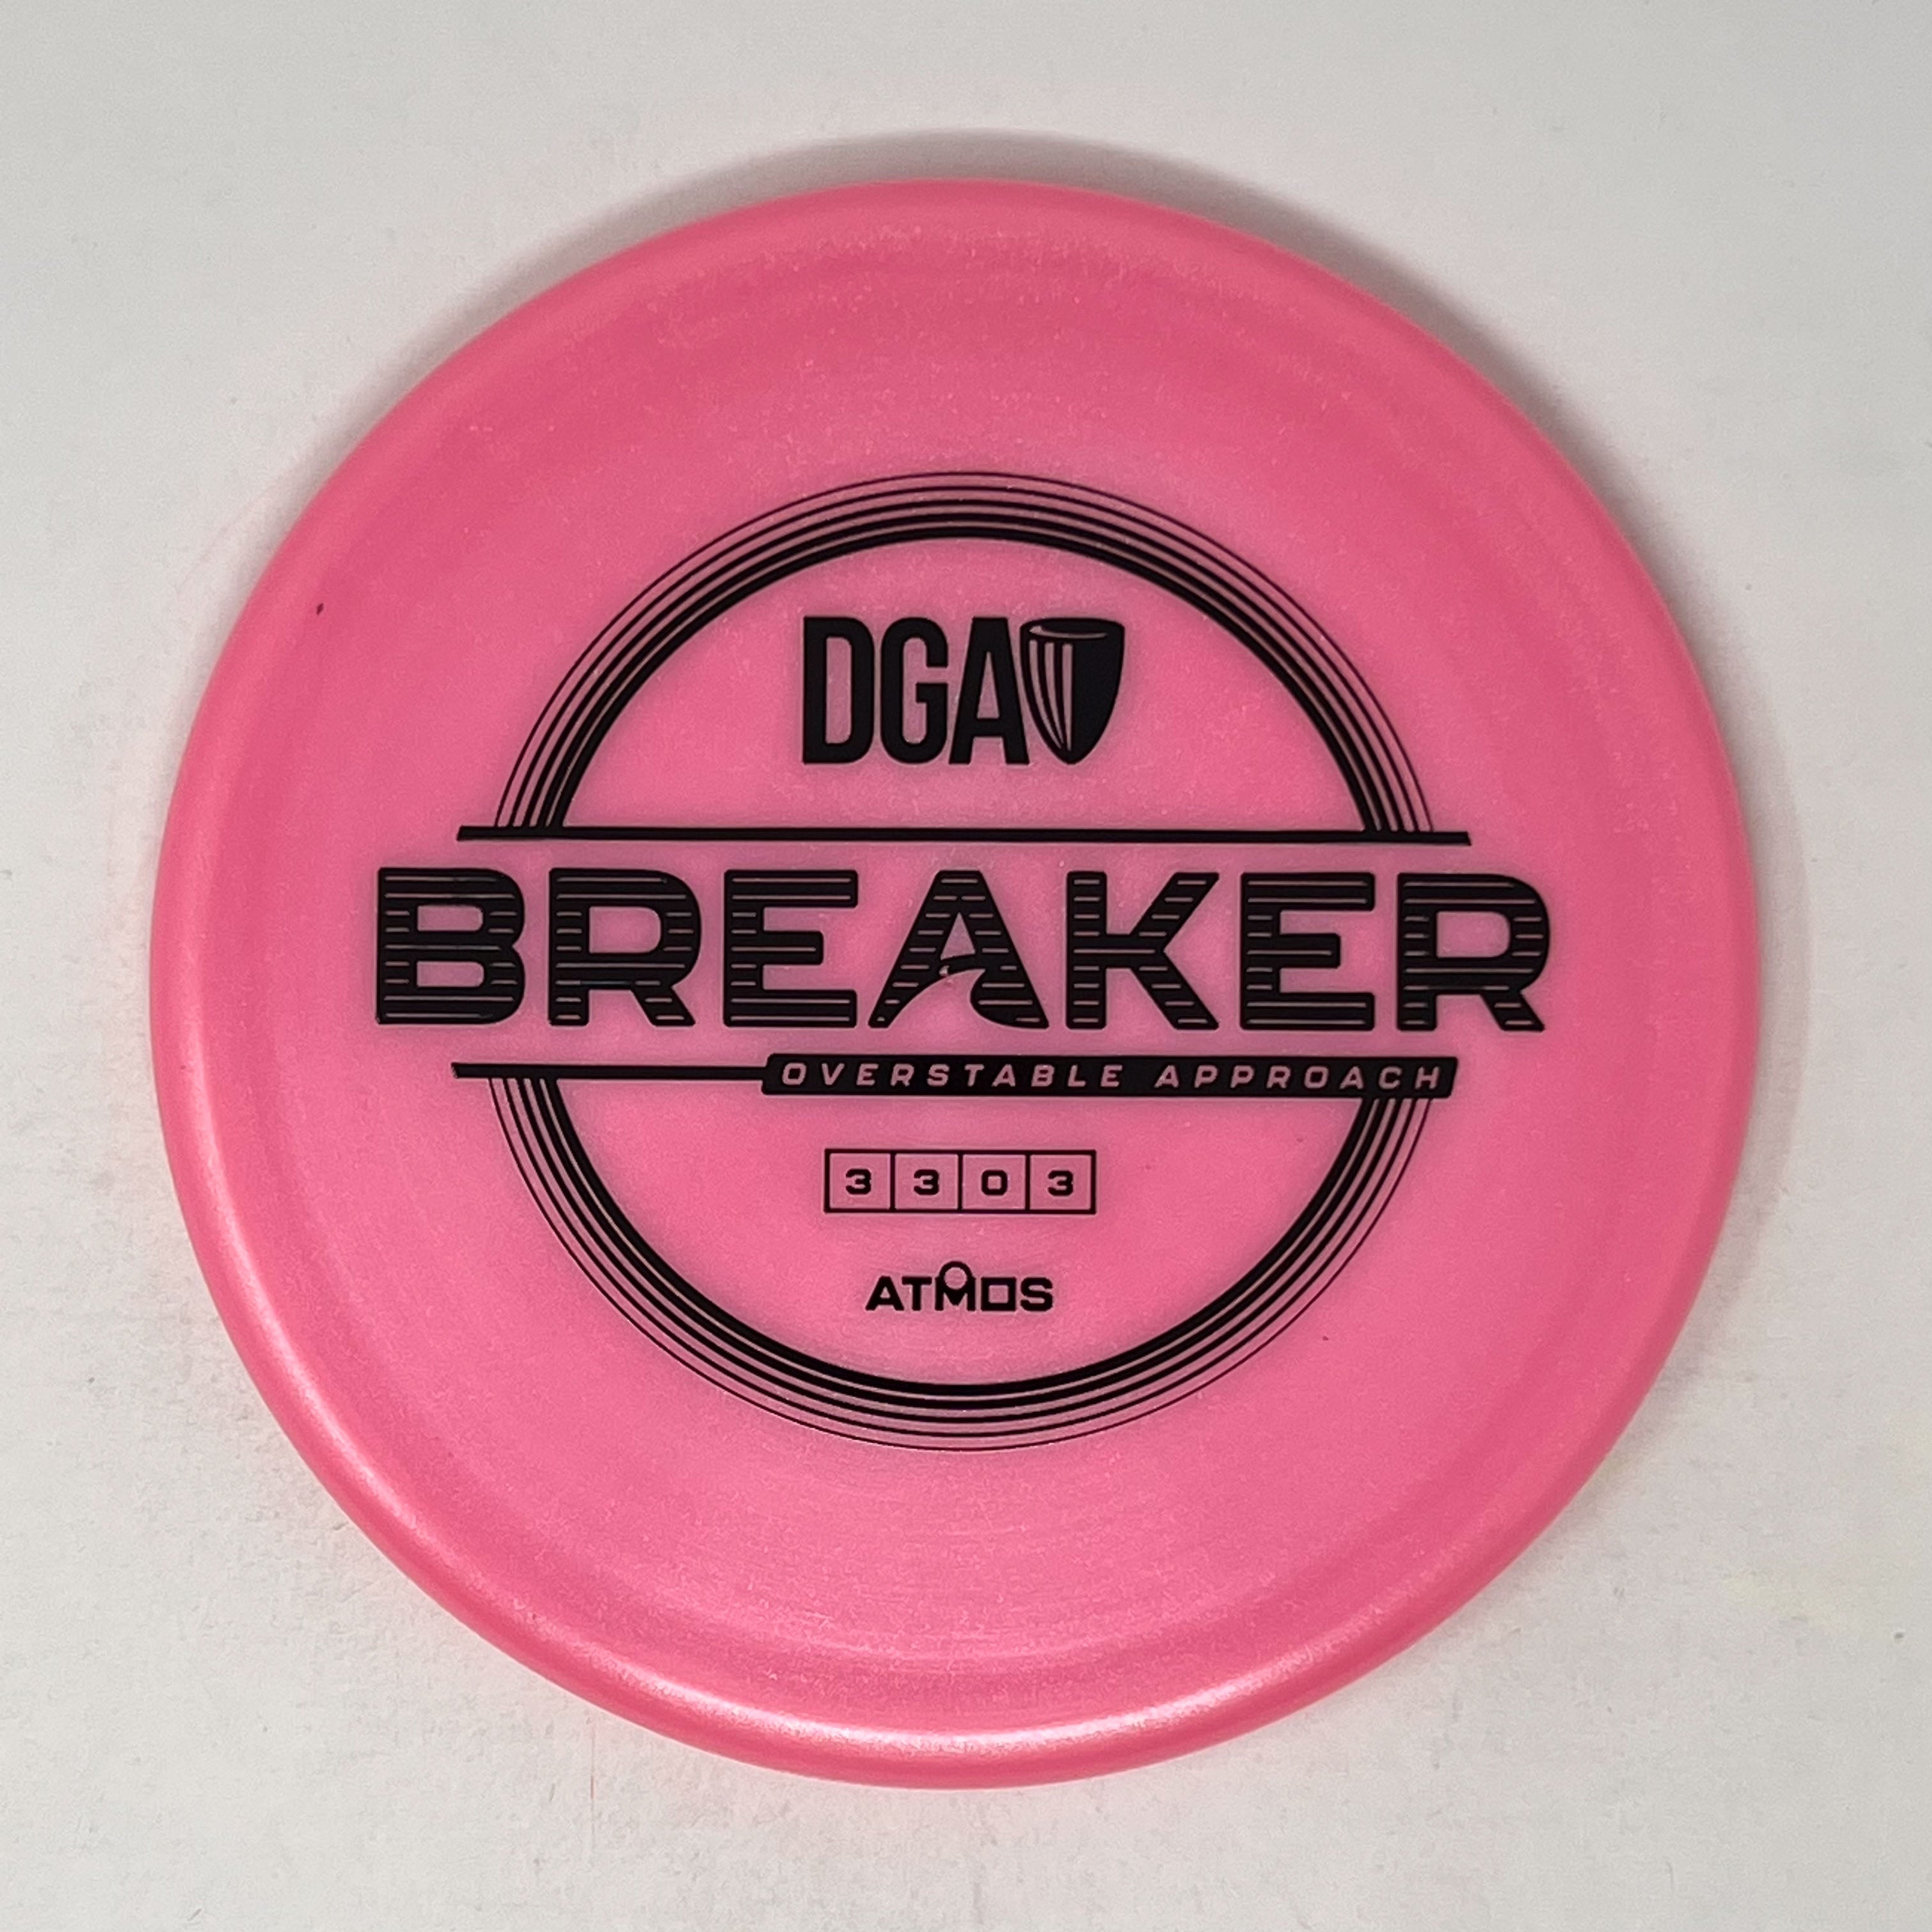 DGA
BREAKER
OVERSTABLE APPROACH
3 3 0 3
ATMOS